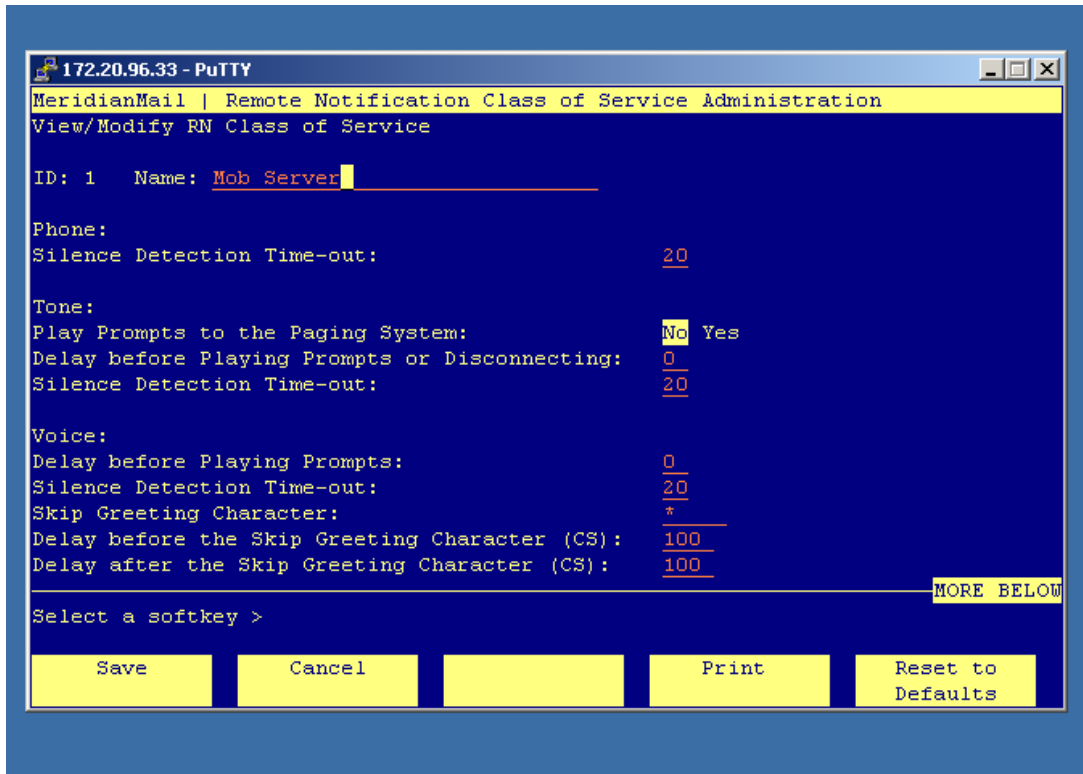 172.20.96.33 - PuTTY
MeridianMail | Remote Notification Class of Service Administration
View/Modify RN Class of Service
ID: 1 Name: Mob Server
Phone:
Silence Detection Time-out: 20
Tone:
Play Prompts to the Paging System: No Yes
Delay before Playing Prompts or Disconnecting: 0
Silence Detection Time-out: 20
Voice:
Delay before Playing Prompts: 0
Silence Detection Time-out: 20
Skip Greeting Character: *
Delay before the Skip Greeting Character (CS): 100
Delay after the Skip Greeting Character (CS): 100
MORE BELOW
Select a softkey >
Save Cancel Print Reset to
Defaults